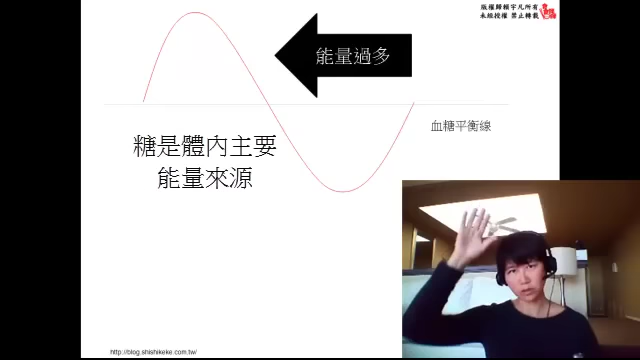 版權歸賴宇凡所有
未經授權 禁止轉載
能量過多
血糖平衡線
糖是體內主要
能量來源
http://blog.shishikeke.com.tw/